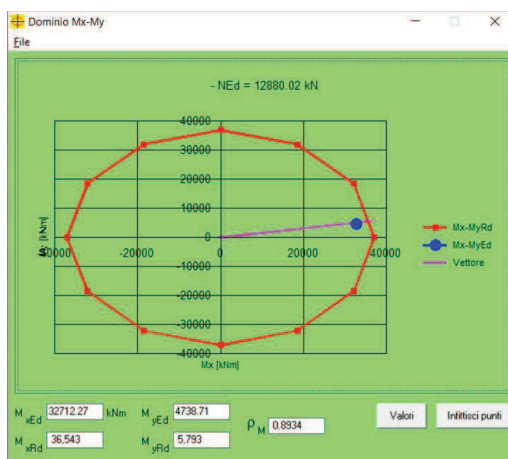 Dominio Mx-My
File
- NEd = 12880.02 kN
40000
30000
20000
10000
0
-40000 -20000 0 20000 40000
-10000
-20000
-30000
-40000
Mx [kNm]
Mx-MyRd
Mx-MyEd
Vettore
M xEd 32712.27 kNm M yEd 4738.71
ρ M 0.8934
Valori Infittisci punti
M xRd 36,543 M yRd 5,793